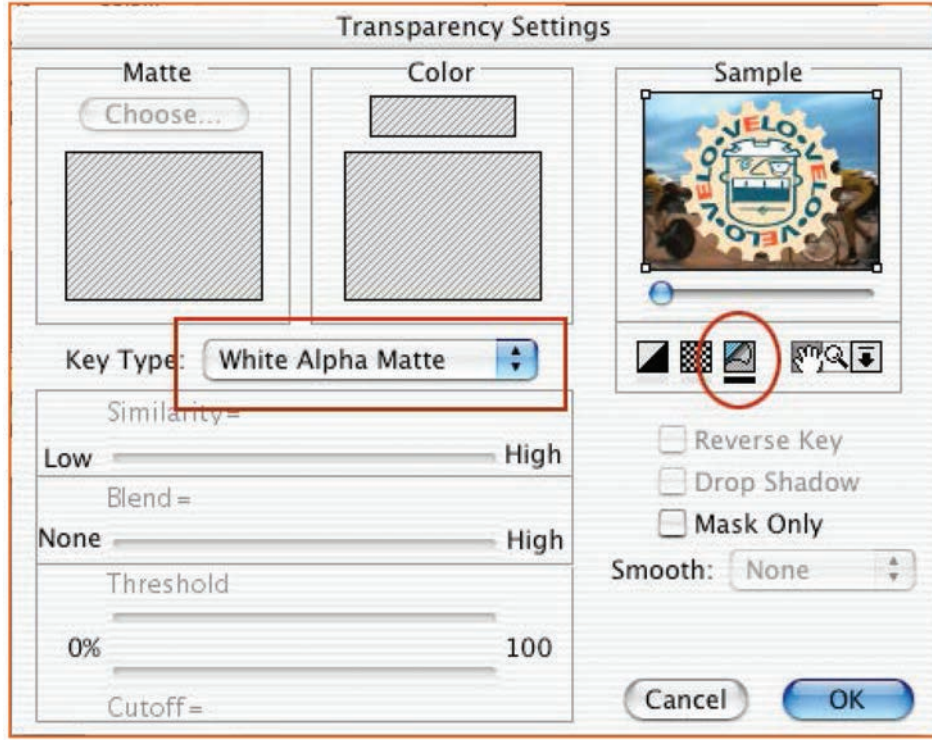 Transparency Settings
Matte
Color
Sample
Choose...
VELO•VELO•VELO•VELO
Key Type: White Alpha Matte
Similarity=
Low High
Blend =
None High
Threshold
0% 100
Cutoff=
Reverse Key
Drop Shadow
Mask Only
Smooth: None
Cancel
OK